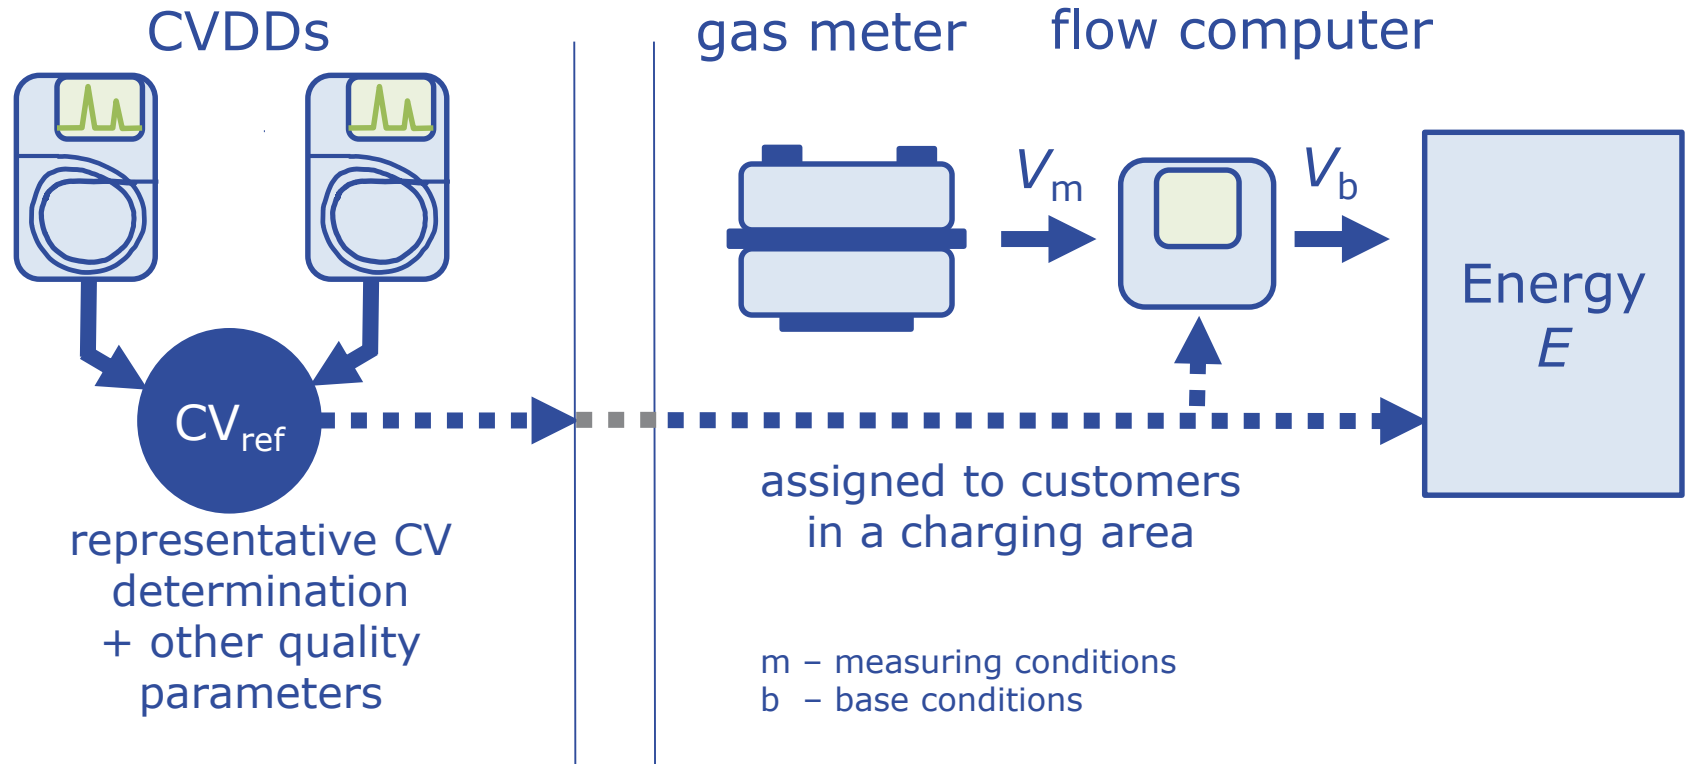 CVDDs
gas meter
flow computer
Vm
Vb
Energy
E
CVref
assigned to customers
in a charging area
representative CV
determination
+ other quality
parameters
m – measuring conditions
b – base conditions